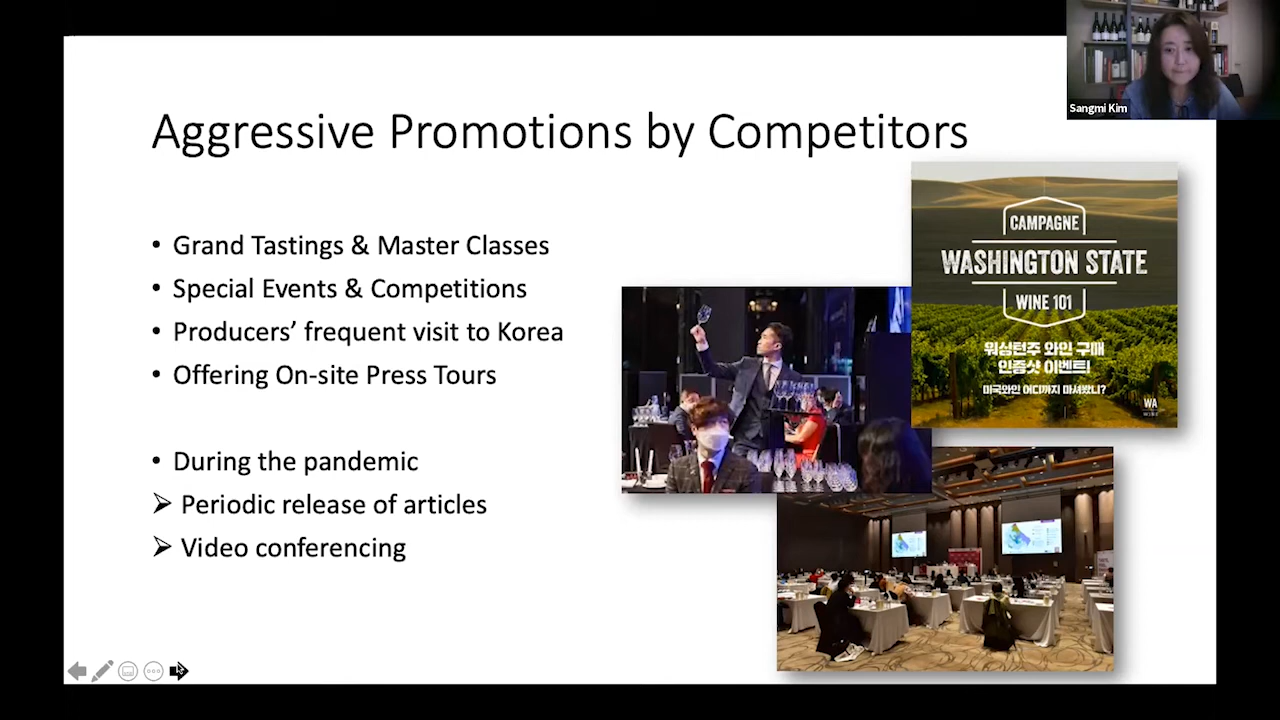 Sangmi Kim
Aggressive Promotions by Competitors
• Grand Tastings & Master Classes
• Special Events & Competitions
• Producers’ frequent visit to Korea
• Offering On-site Press Tours
• During the pandemic
➢ Periodic release of articles
➢ Video conferencing
CAMPAGNE
WASHINGTON STATE
WINE 101
워싱턴주 와인 구매
인증샷 이벤트!
미국와인 어디까지 마셔봤니?
WA
WINE